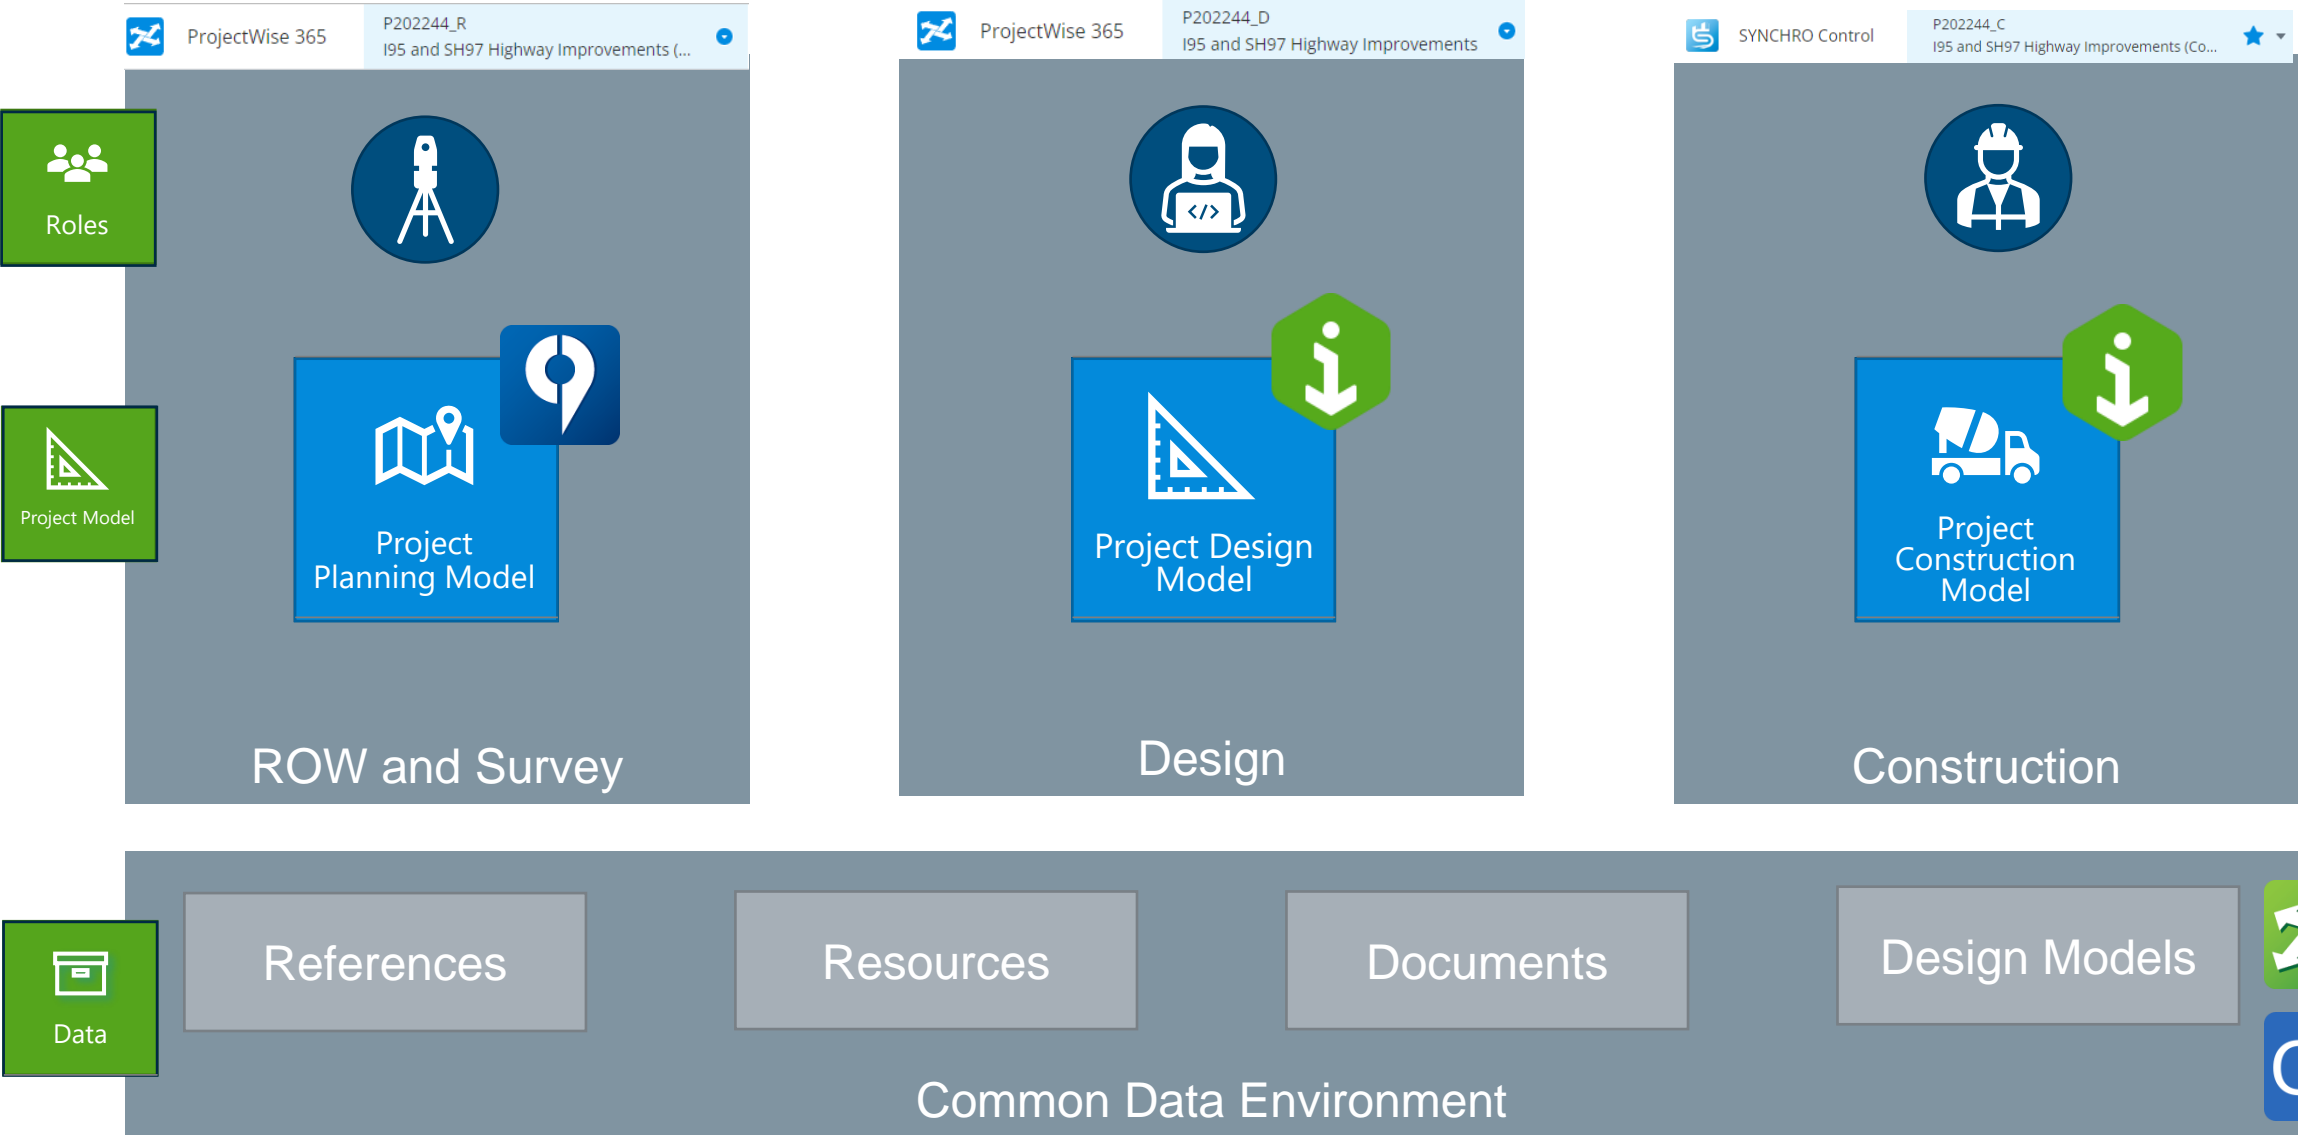 ProjectWise 365
P202244_R
I95 and SH97 Highway Improvements (...
ProjectWise 365
P202244_D
I95 and SH97 Highway Improvements
SYNCHRO Control
P202244_C
I95 and SH97 Highway Improvements (Co...
Roles
</>
Project Model
Project
Planning Model
Project Design
Model
Project
Construction
Model
ROW and Survey
Design
Construction
Data
References
Resources
Documents
Design Models
Common Data Environment